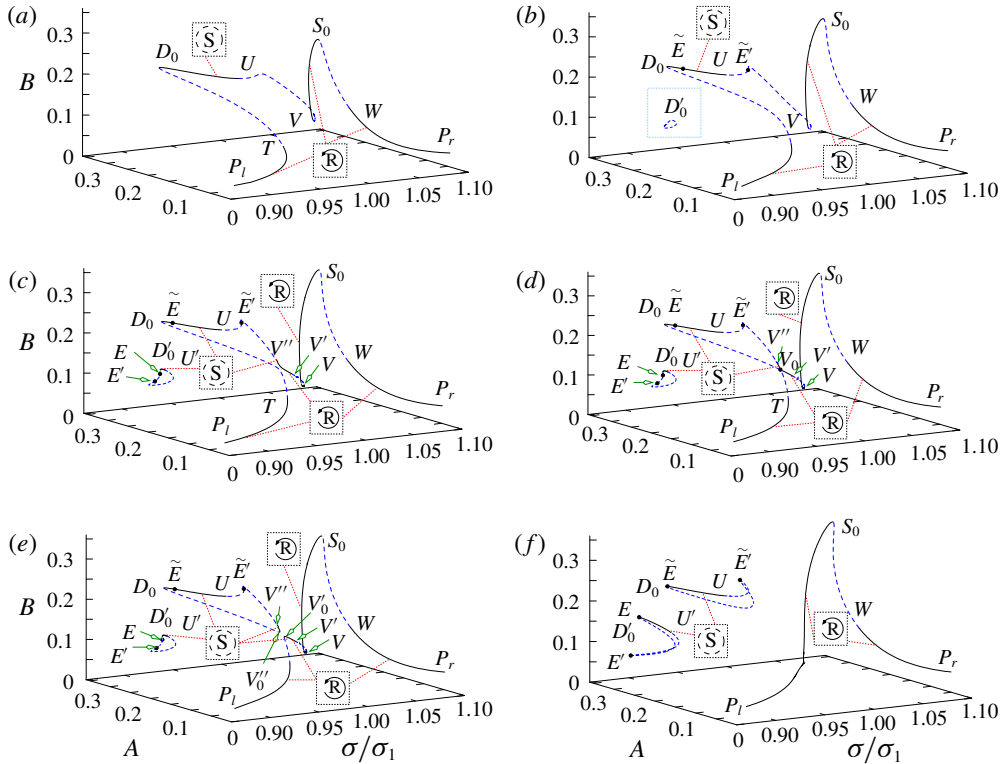 (a)
S₀
0.3
D₀
S
U
B
0.2
W
0.1
V
Pᵣ
T
0
Pₗ
R
0.3
0.2
0.1
0
0.90
0.95
1.00
1.05
1.10
(b)
S
0.3
Ẽ
U
Ẽ′
D₀
0.2
D₀′
W
0.1
V
T
Pᵣ
0
Pₗ
R
0.3
0.2
0.1
0
0.90
0.95
1.00
1.05
1.10
(c)
S₀
0.3
R
Ẽ
Ẽ′
D₀
U
B
0.2
V″
V′
W
E
D₀′
U′
0.1
E′
S
V
T
Pᵣ
0
Pₗ
R
0.3
0.2
0.1
0
0.90
0.95
1.00
1.05
1.10
(d)
S₀
0.3
R
Ẽ
Ẽ′
D₀
U
0.2
V″
V₀
V′
W
E
D₀′
U′
0.1
E′
S
V
T
Pᵣ
0
Pₗ
R
0.3
0.2
0.1
0
0.90
0.95
1.00
1.05
1.10
(e)
S₀
0.3
R
Ẽ
Ẽ′
D₀
U
B
0.2
V″
V₀′
D₀′
U′
V′
W
E
0.1
E′
S
V
V₀″
Pᵣ
0
Pₗ
R
0.3
0.2
0.1
0
0.90
0.95
1.00
1.05
1.10
A
σ/σ₁
(f)
S₀
0.3
Ẽ′
Ẽ
D₀
U
0.2
E
U′
W
D₀′
S
R
0.1
E′
Pᵣ
0
Pₗ
0.3
0.2
0.1
0
0.90
0.95
1.00
1.05
1.10
A
σ/σ₁